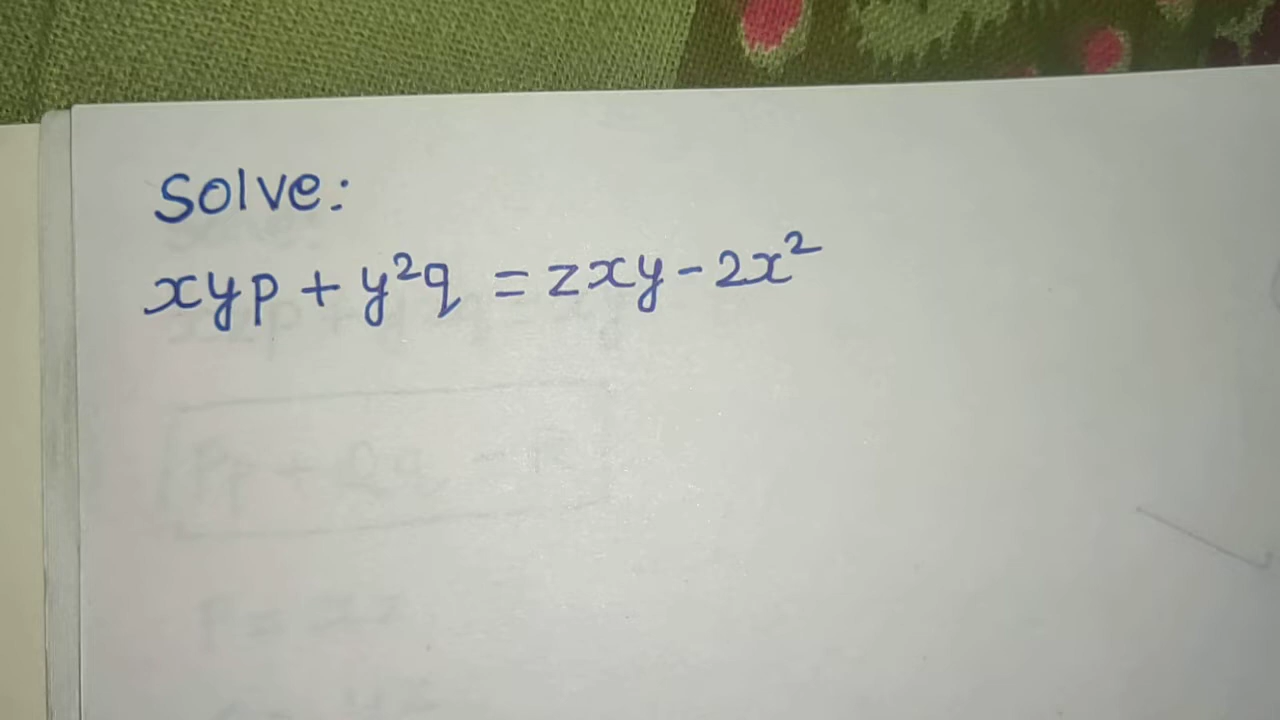 Solve:
xyp + y²q = zxy - 2x²